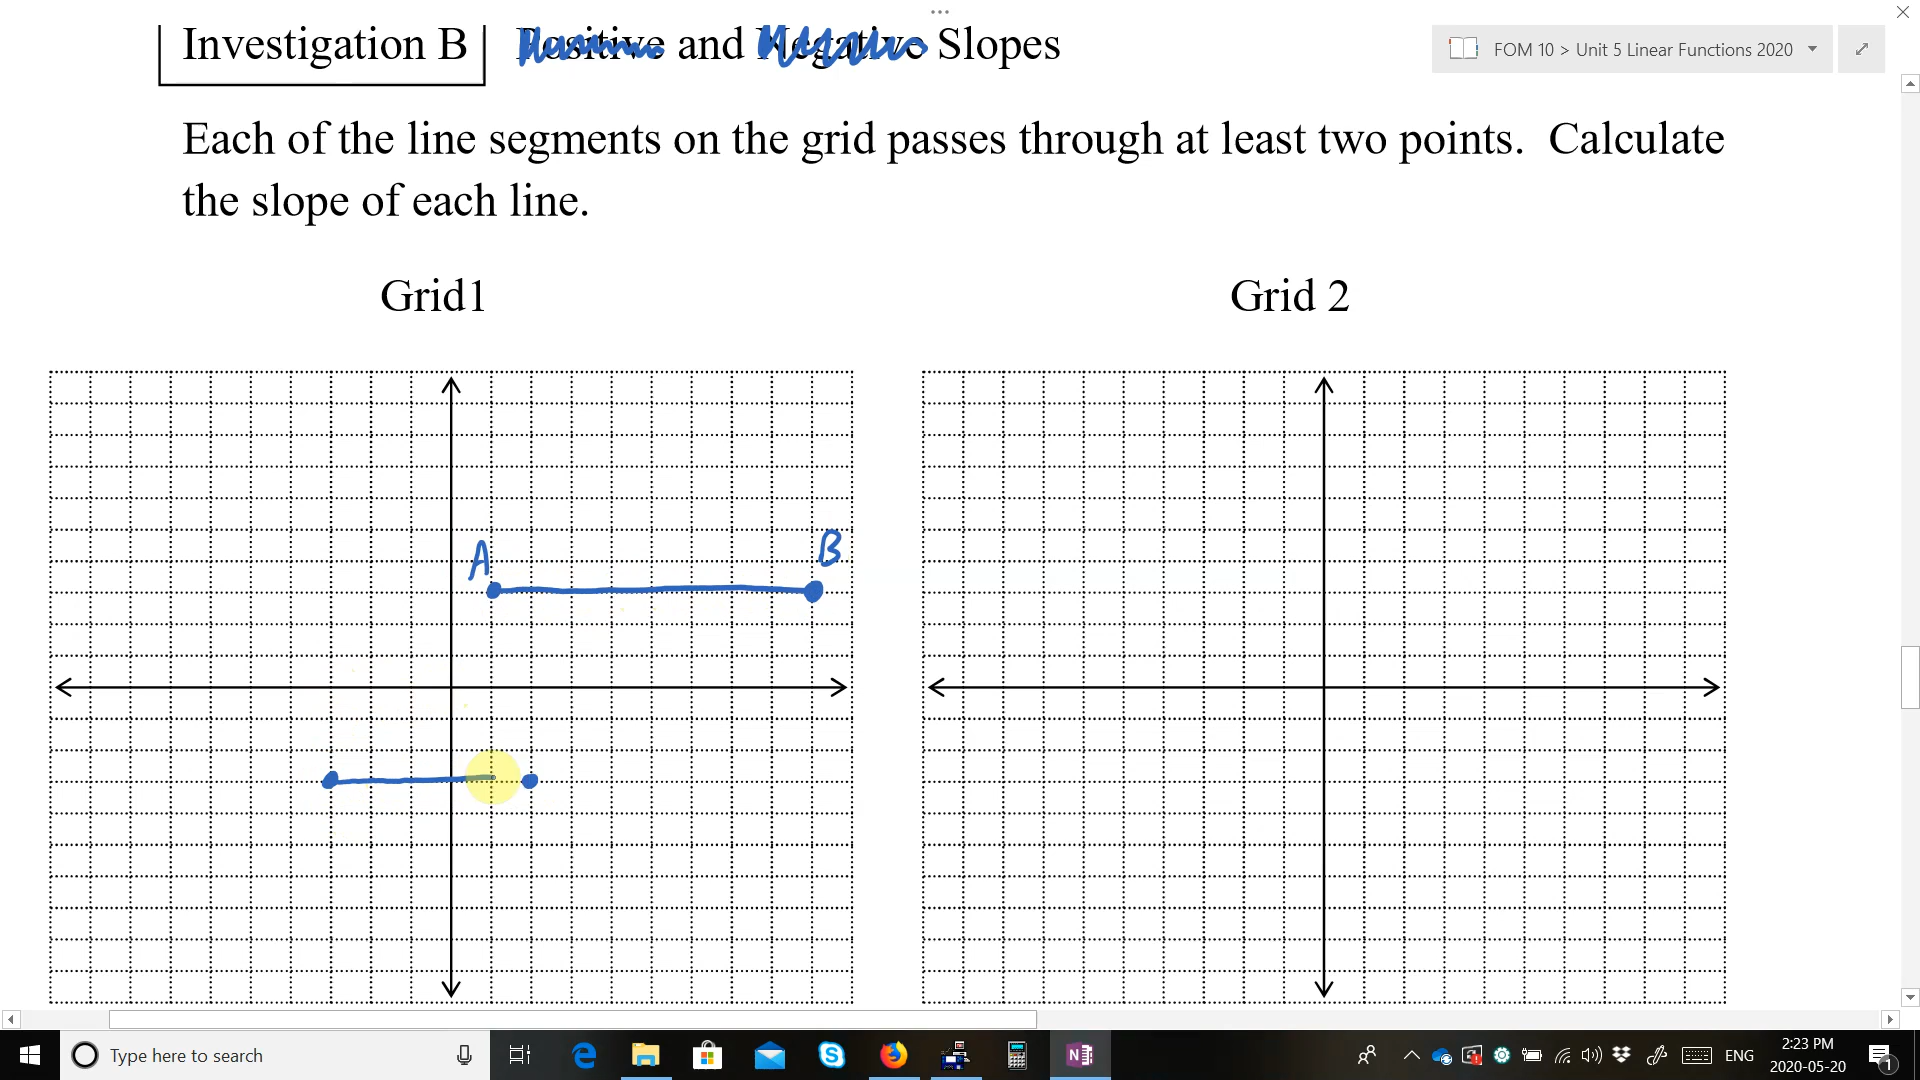 Investigation B Positive and Negative Slopes
FOM 10 > Unit 5 Linear Functions 2020
Each of the line segments on the grid passes through at least two points. Calculate
the slope of each line.
Grid1
Grid 2
A
B
Type here to search
ENG
2:23 PM
2020-05-20
1